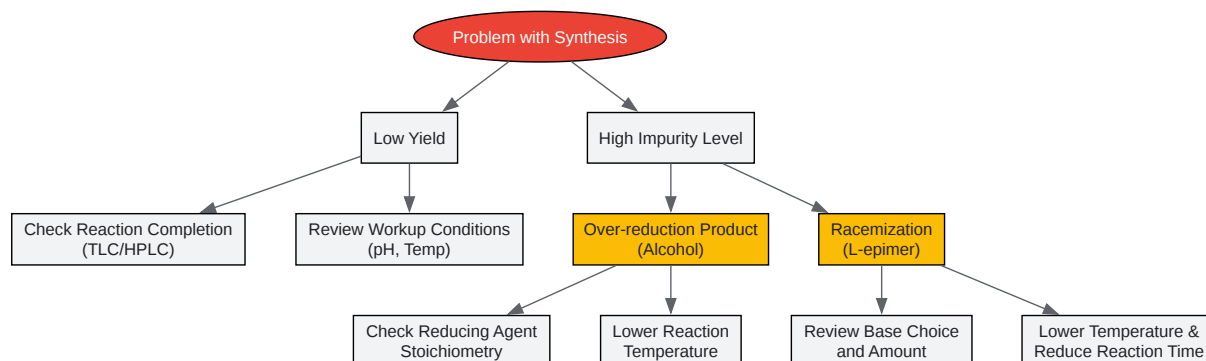 Problem with Synthesis
Low Yield
High Impurity Level
Check Reaction Completion
(TLC/HPLC)
Review Workup Conditions
(pH, Temp)
Over-reduction Product
(Alcohol)
Racemization
(L-epimer)
Check Reducing Agent
Stoichiometry
Lower Reaction
Temperature
Review Base Choice
and Amount
Lower Temperature &
Reduce Reaction Time